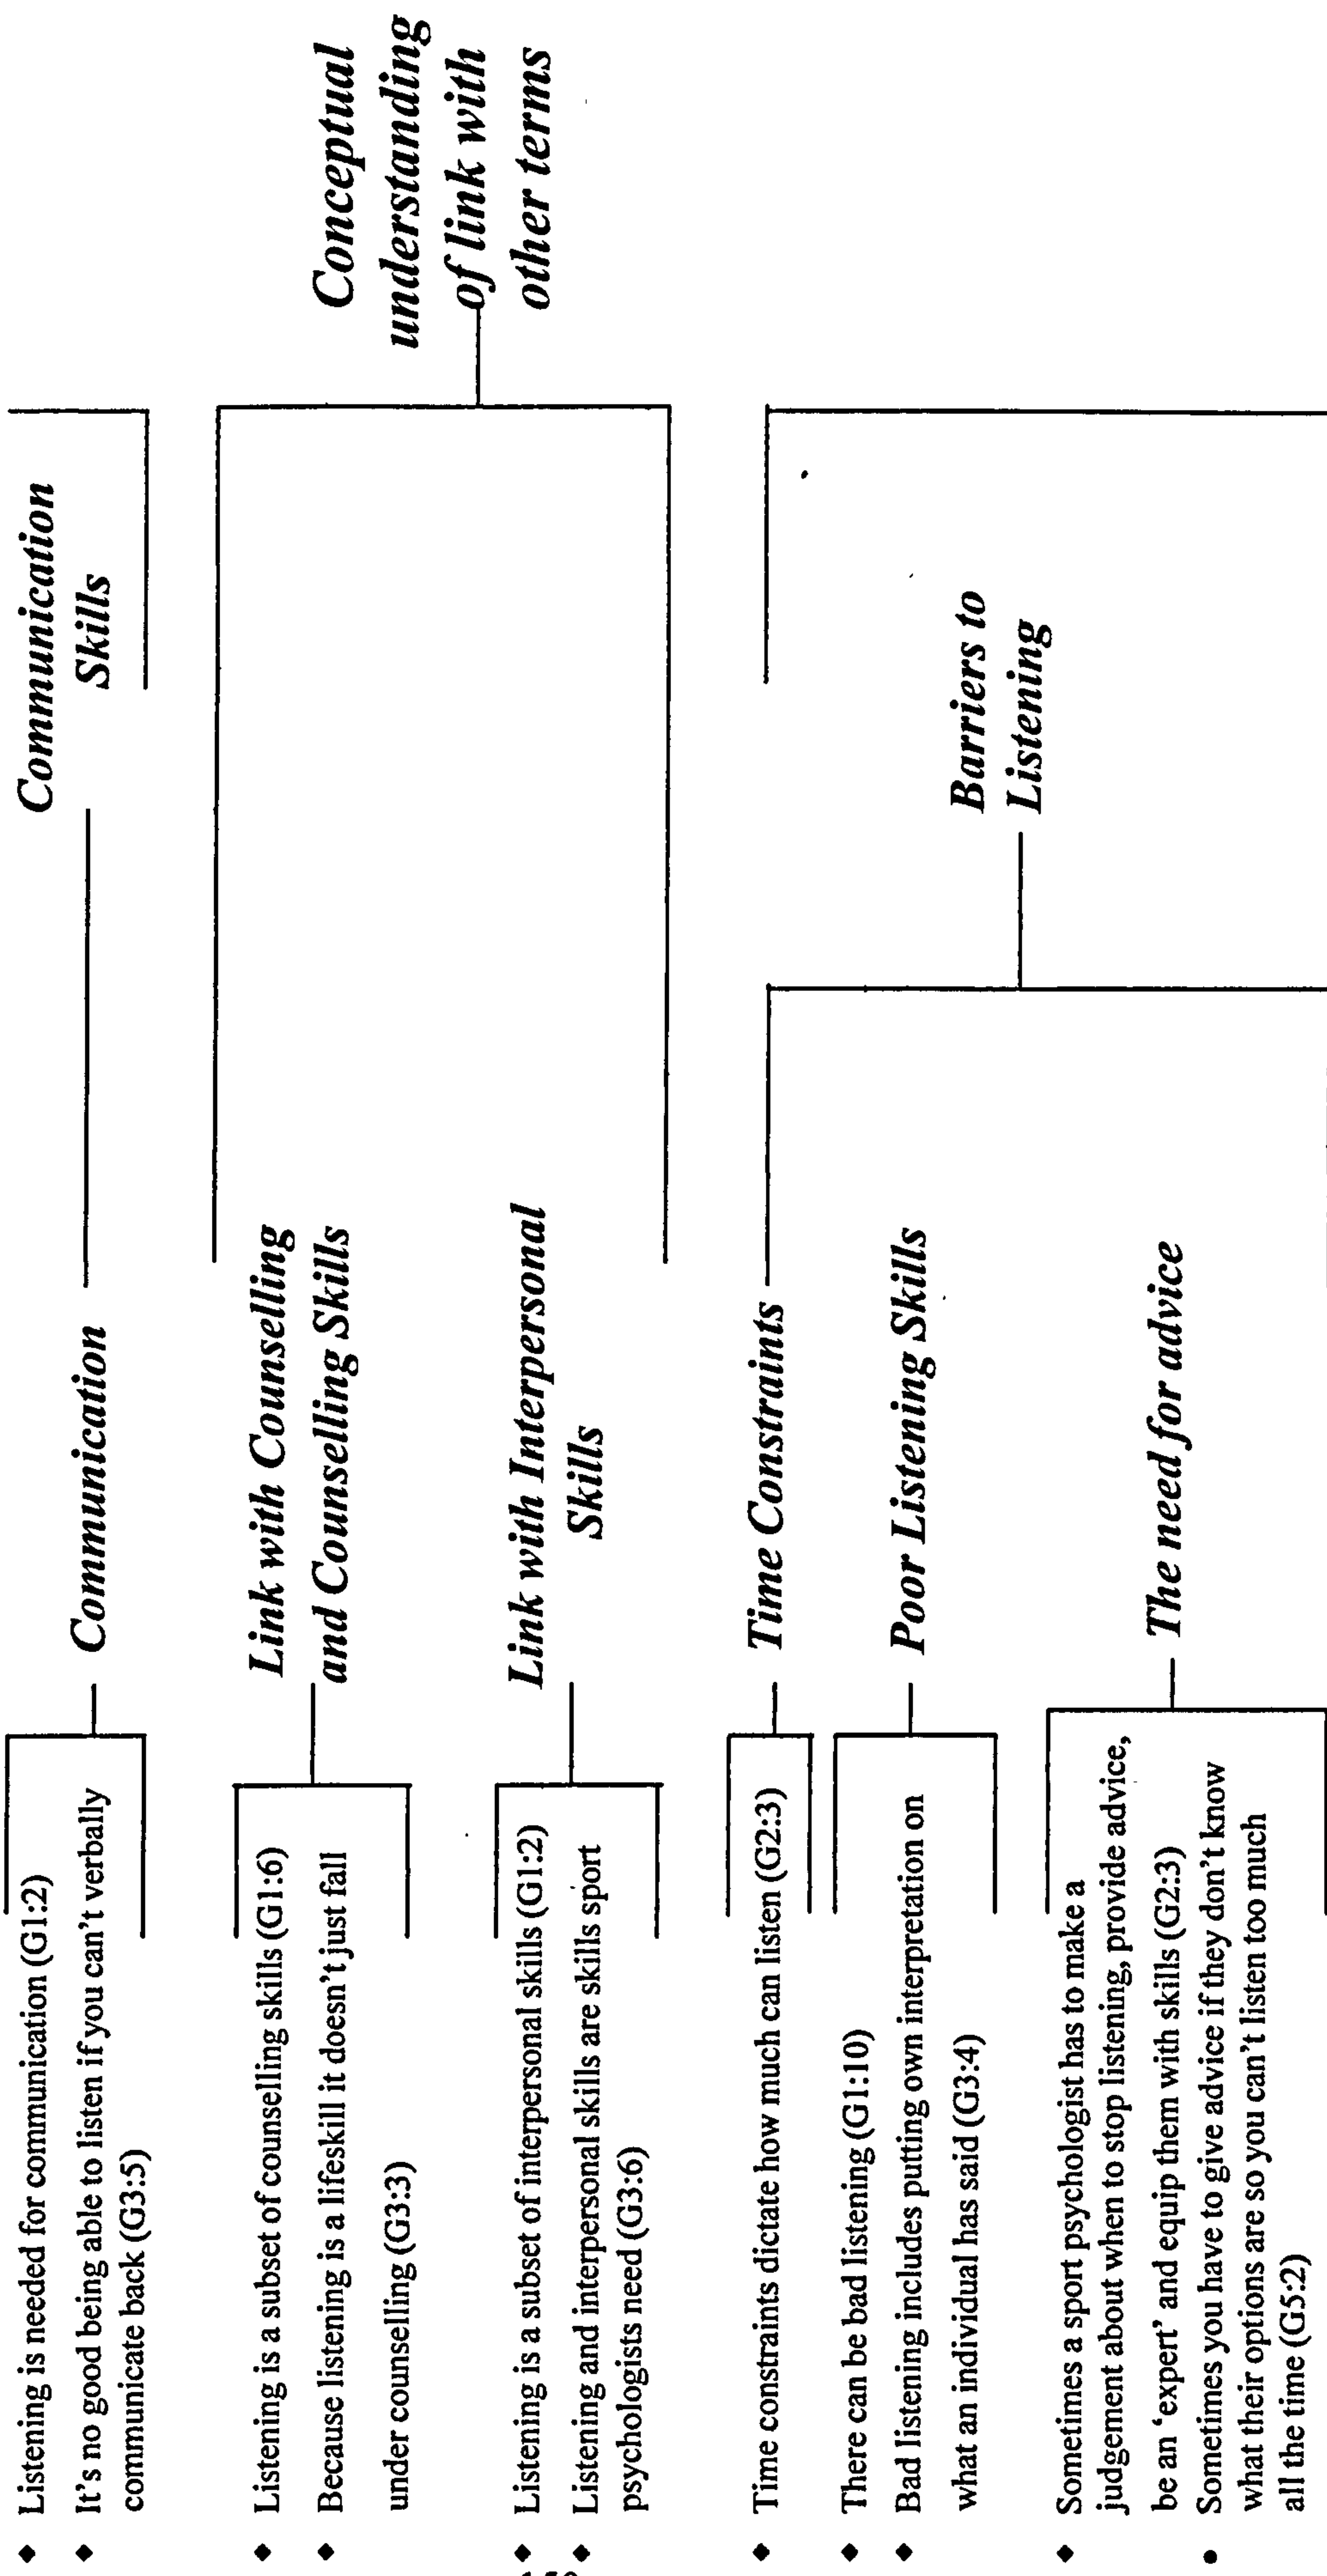 ◆ Listening is needed for communication (G1:2)
◆ It's no good being able to listen if you can't verbally
communicate back (G3:5)
Communication
Communication
Skills
◆ Listening is a subset of counselling skills (G1:6)
◆ Because listening is a lifeskill it doesn't just fall
under counselling (G3:3)
Link with Counselling
and Counselling Skills
◆ Listening is a subset of interpersonal skills (G1:2)
◆ Listening and interpersonal skills are skills sport
psychologists need (G3:6)
Link with Interpersonal
Skills
Conceptual
understanding
of link with
other terms
◆ Time constraints dictate how much can listen (G2:3)
Time Constraints
◆ There can be bad listening (G1:10)
◆ Bad listening includes putting own interpretation on
what an individual has said (G3:4)
Poor Listening Skills
◆ Sometimes a sport psychologist has to make a
judgement about when to stop listening, provide advice,
be an 'expert' and equip them with skills (G2:3)
• Sometimes you have to give advice if they don't know
what their options are so you can't listen too much
all the time (G5:2)
The need for advice
Barriers to
Listening